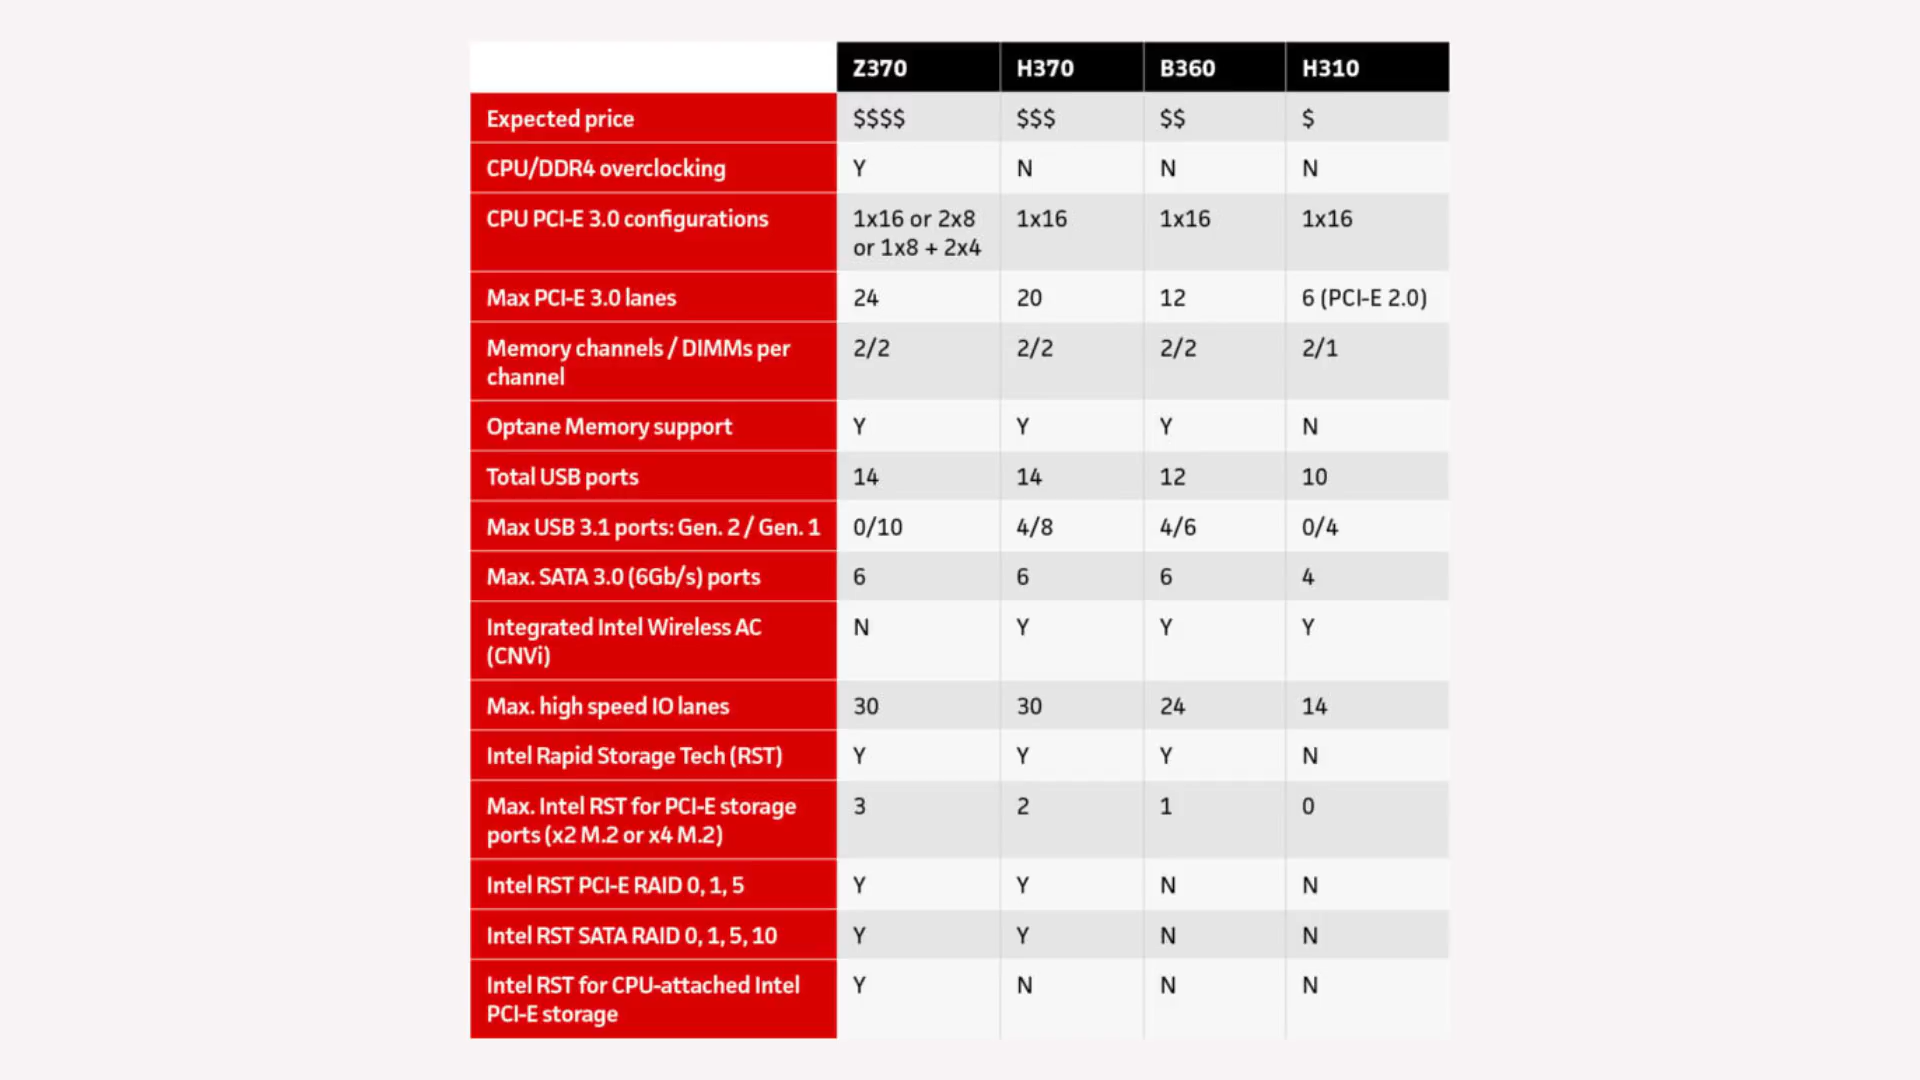 Z370 H370 B360 H310
Expected price $$$$ $$$ $$ $
CPU/DDR4 overclocking Y N N N
CPU PCI-E 3.0 configurations 1x16 or 2x8 1x16 1x16 1x16
or 1x8 + 2x4
Max PCI-E 3.0 lanes 24 20 12 6 (PCI-E 2.0)
Memory channels / DIMMs per 2/2 2/2 2/2 2/1
channel
Optane Memory support Y Y Y N
Total USB ports 14 14 12 10
Max USB 3.1 ports: Gen. 2 / Gen. 1 0/10 4/8 4/6 0/4
Max. SATA 3.0 (6Gb/s) ports 6 6 6 4
Integrated Intel Wireless AC N Y Y Y
(CNVi)
Max. high speed IO lanes 30 30 24 14
Intel Rapid Storage Tech (RST) Y Y Y N
Max. Intel RST for PCI-E storage 3 2 1 0
ports (x2 M.2 or x4 M.2)
Intel RST PCI-E RAID 0, 1, 5 Y Y N N
Intel RST SATA RAID 0, 1, 5, 10 Y Y N N
Intel RST for CPU-attached Intel Y N N N
PCI-E storage